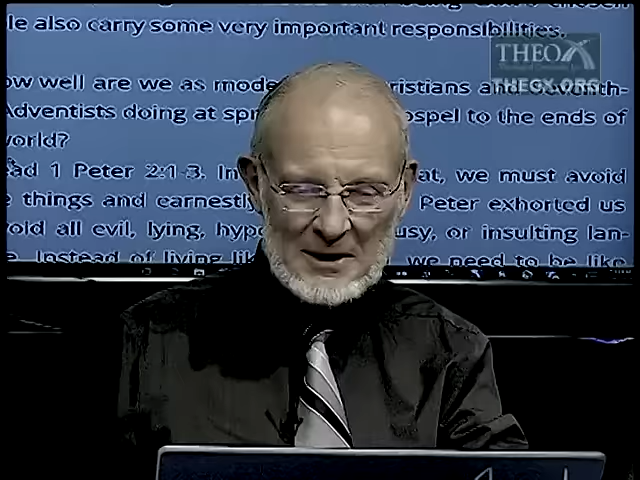 le also carry some very important responsibilities.
THEOX
THEOX.ORG
ow well are we as mode ristians and Seventh-
Adventists doing at spr ospel to the ends of
world?
ad 1 Peter 2:1-3. In at, we must avoid
things and earnestly Peter exhorted us
oid all evil, lying, hypo usy, or insulting lan-
e. Instead of living lik we need to be like